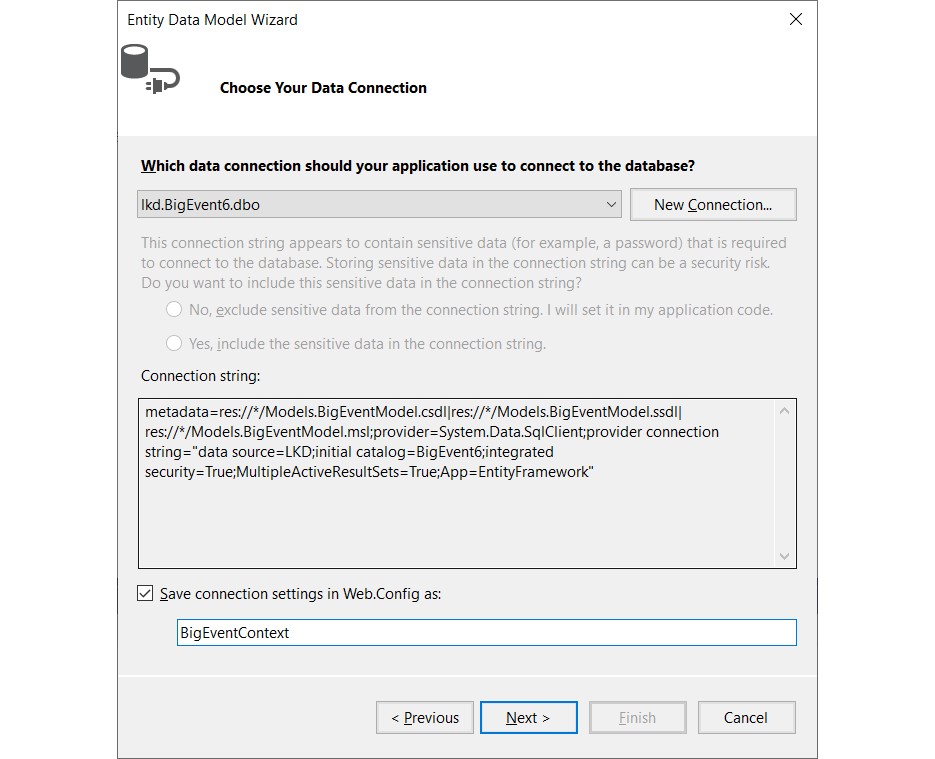 Entity Data Model Wizard
Choose Your Data Connection
Which data connection should your application use to connect to the database?
lkd.BigEvent6.dbo
New Connection...
This connection string appears to contain sensitive data (for example, a password) that is required
to connect to the database. Storing sensitive data in the connection string can be a security risk.
Do you want to include this sensitive data in the connection string?
No, exclude sensitive data from the connection string. I will set it in my application code.
Yes, include the sensitive data in the connection string.
Connection string:
metadata=res://*/Models.BigEventModel.csdl|res://*/Models.BigEventModel.ssdl|
res://*/Models.BigEventModel.msl;provider=System.Data.SqlClient;provider connection
string="data source=LKD;initial catalog=BigEvent6;integrated
security=True;MultipleActiveResultSets=True;App=EntityFramework"
Save connection settings in Web.Config as:
BigEventContext
< Previous
Next >
Finish
Cancel